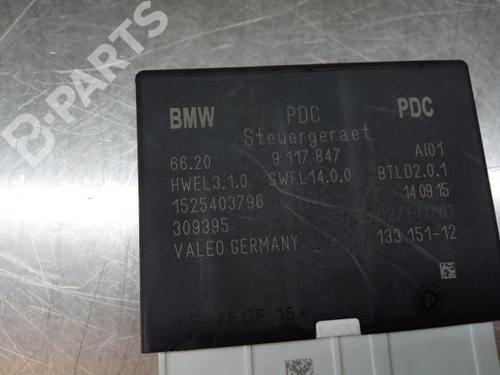 BMW PDC PDC
Steuergeraet
66.20 9 117 847 AI01
HWEL3.1.0 SWFL14.0.0 BTLD2.0.1
1525403796 14 09 15
309395
VALEO GERMANY 133 151-12
B-PARTS